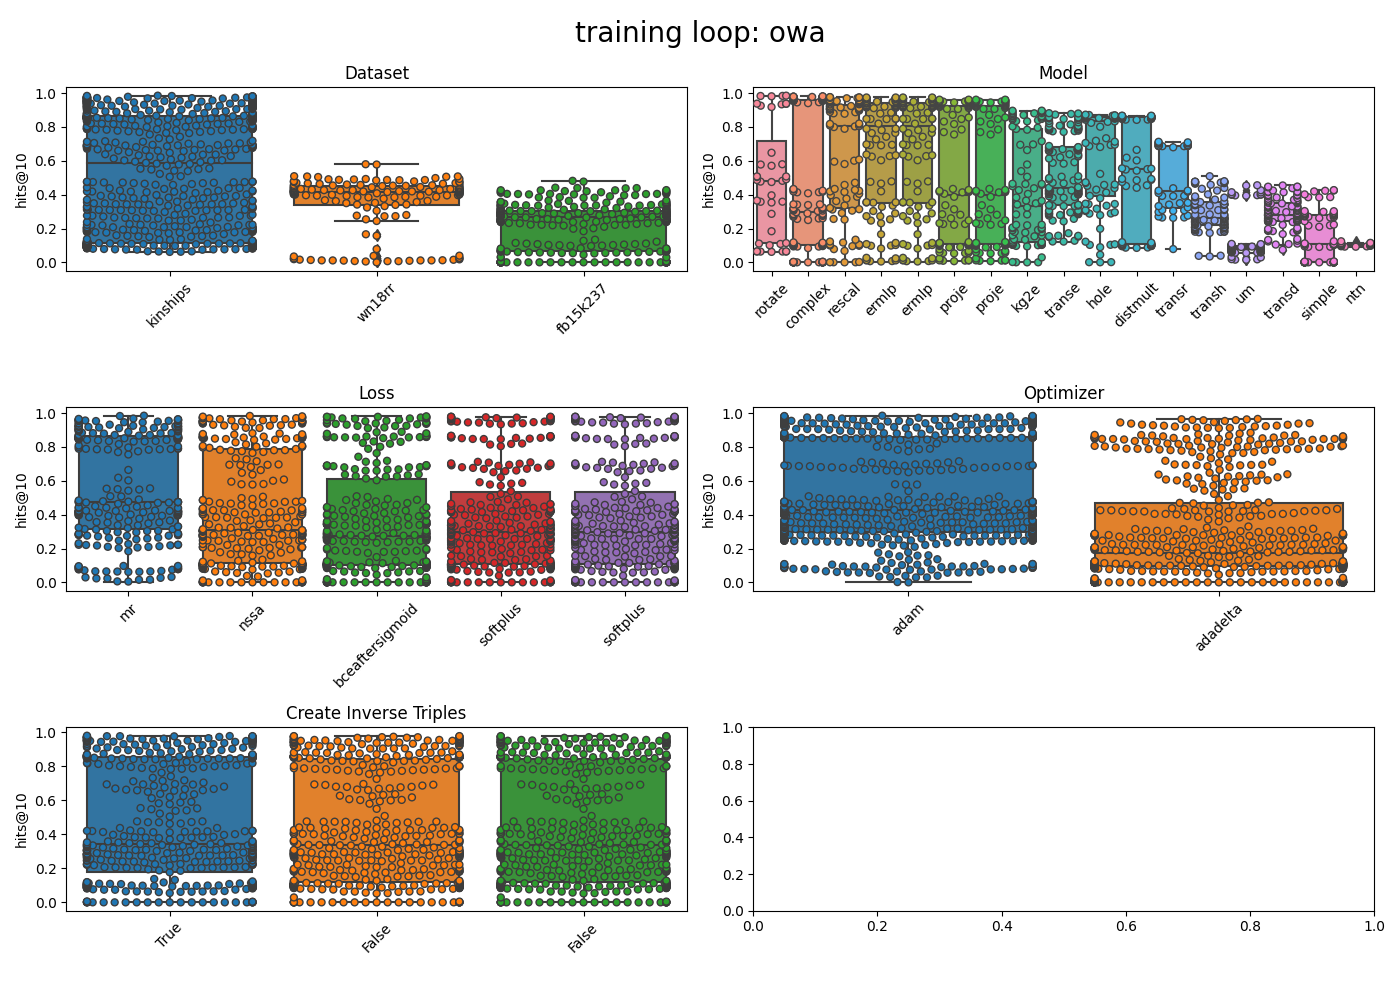 training loop: owa
Dataset
hits@10
1.0
0.8
0.6
0.4
0.2
0.0
kinships
wn18rr
fb15k237
Model
hits@10
1.0
0.8
0.6
0.4
0.2
0.0
rotate
complex
rescal
ermlp
ermlp
proje
proje
kg2e
transe
hole
distmult
transr
transh
um
transd
simple
ntn
Loss
hits@10
1.0
0.8
0.6
0.4
0.2
0.0
mr
nssa
bceaftersigmoid
softplus
softplus
Optimizer
hits@10
1.0
0.8
0.6
0.4
0.2
0.0
adam
adadelta
Create Inverse Triples
hits@10
1.0
0.8
0.6
0.4
0.2
0.0
True
False
False
1.0
0.8
0.6
0.4
0.2
0.0
0.0 0.2 0.4 0.6 0.8 1.0